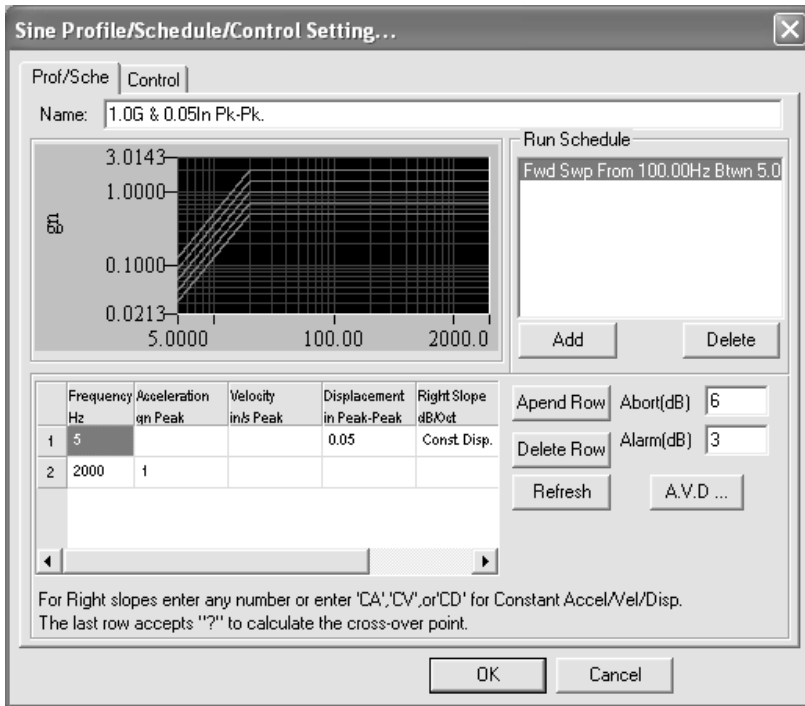 Sine Profile/Schedule/Control Setting...
Prof/Sche Control
Name: 1.0G & 0.05In Pk-Pk.
3.0143
1.0000
gn
0.1000
0.0213
5.0000 100.00 2000.0
Run Schedule
Fwd Swp From 100.00Hz Btwn 5.0
Add Delete
Frequency Acceleration Velocity Displacement Right Slope
Hz gn Peak in/s Peak in Peak-Peak dB/Oct
1 5 0.05 Const. Disp.
2 2000 1
Apend Row Abort(dB) 6
Delete Row Alarm(dB) 3
Refresh A.V.D ...
For Right slopes enter any number or enter 'CA','CV',or'CD' for Constant Accel/Vel/Disp.
The last row accepts "?" to calculate the cross-over point.
OK Cancel